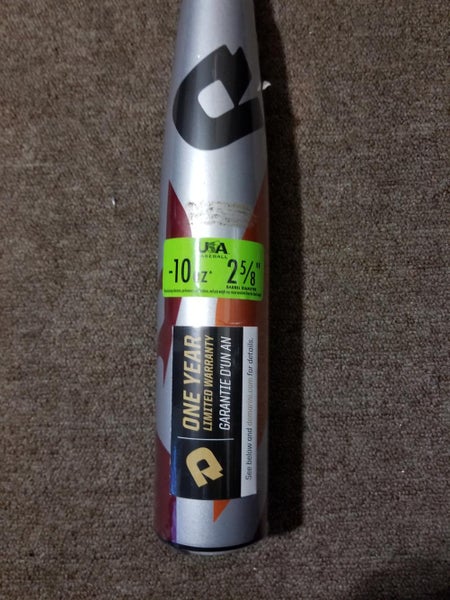 USA
BASEBALL
-10 oz*
2 5/8"
BARREL DIAMETER
ONE YEAR
LIMITED WARRANTY
GARANTIE D'UN AN
See below and demarini.com for details.